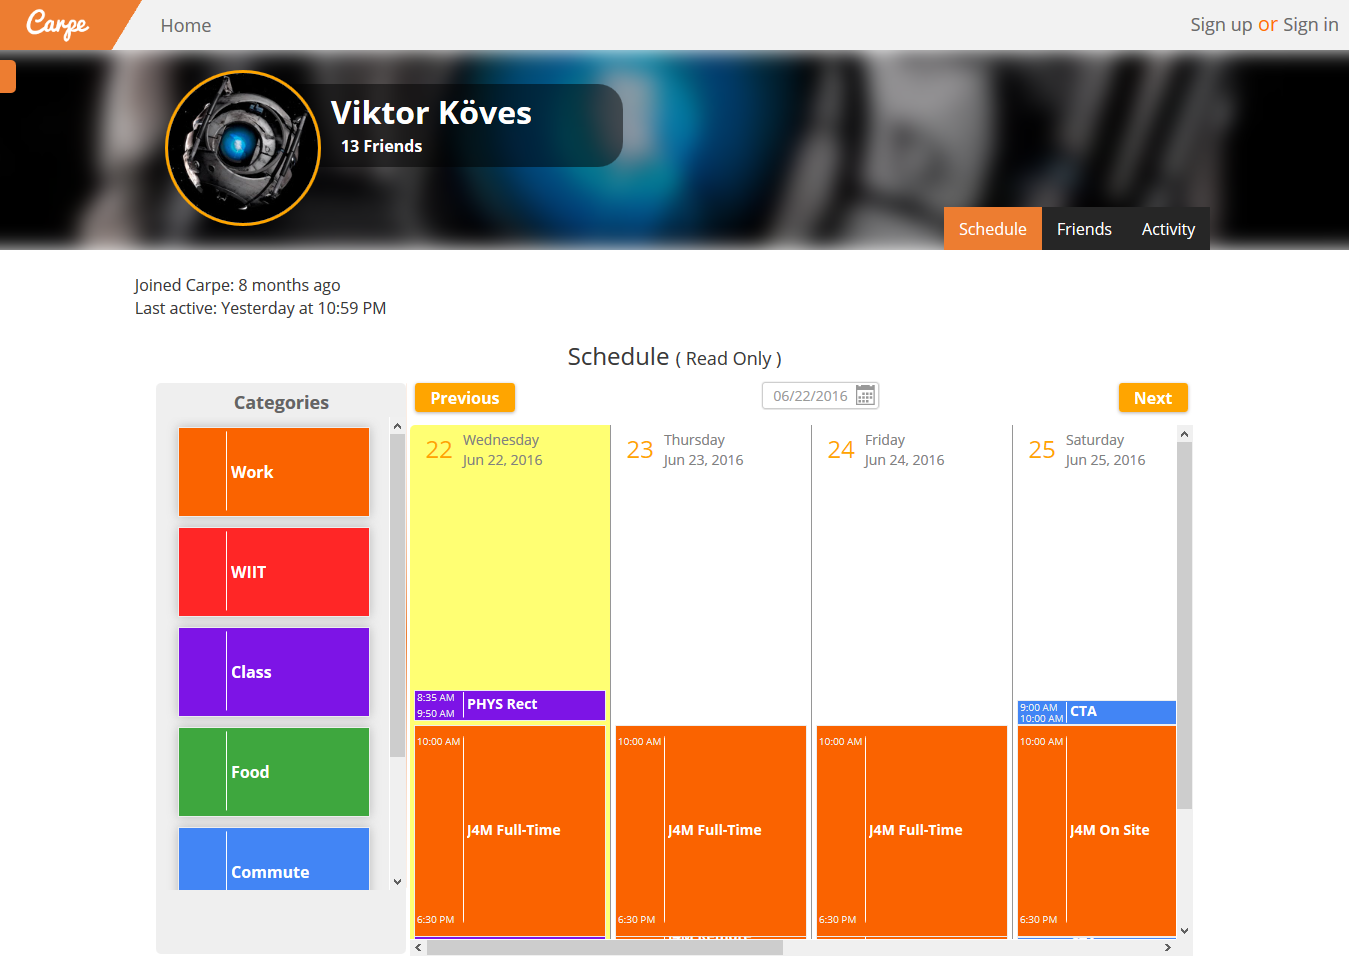 Carpe
Home
Sign up or Sign in
Viktor Köves
13 Friends
Schedule
Friends
Activity
Joined Carpe: 8 months ago
Last active: Yesterday at 10:59 PM
Schedule ( Read Only )
Categories
Work
WIIT
Class
Food
Commute
Previous
06/22/2016
Next
22
Wednesday
Jun 22, 2016
8:35 AM
PHYS Rect
9:50 AM
10:00 AM
J4M Full-Time
6:30 PM
23
Thursday
Jun 23, 2016
10:00 AM
J4M Full-Time
6:30 PM
24
Friday
Jun 24, 2016
10:00 AM
J4M Full-Time
6:30 PM
25
Saturday
Jun 25, 2016
9:00 AM
CTA
10:00 AM
10:00 AM
J4M On Site
6:30 PM